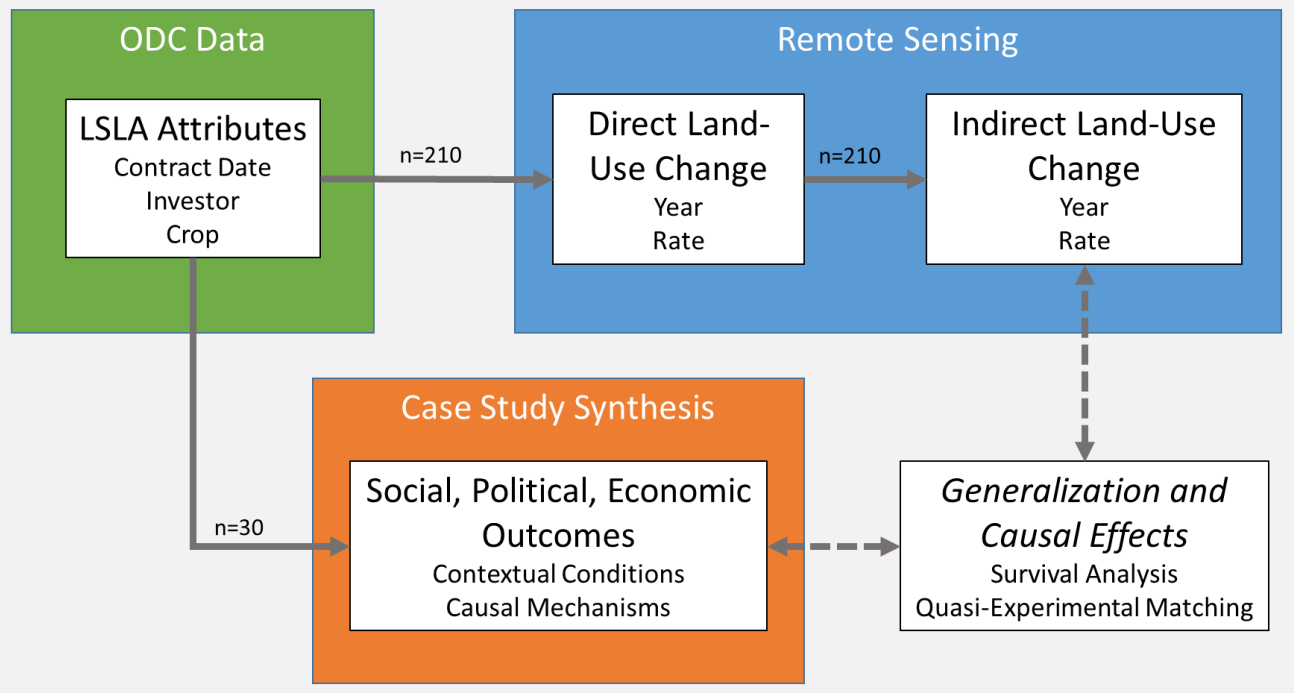 ODC Data
LSLA Attributes
Contract Date
Investor
Crop
n=210
Remote Sensing
Direct Land-
Use Change
Year
Rate
n=210
Indirect Land-Use
Change
Year
Rate
n=30
Case Study Synthesis
Social, Political, Economic
Outcomes
Contextual Conditions
Causal Mechanisms
Generalization and
Causal Effects
Survival Analysis
Quasi-Experimental Matching